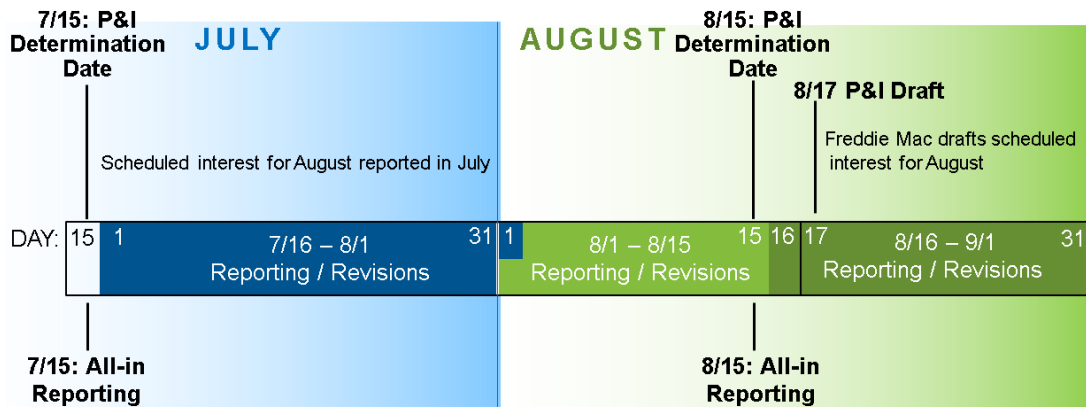 7/15: P&I
Determination
Date
JULY
AUGUST
8/15: P&I
Determination
Date
8/17 P&I Draft
Scheduled interest for August reported in July
Freddie Mac drafts scheduled
interest for August
DAY:
15
1
7/16 – 8/1
Reporting / Revisions
31
1
8/1 – 8/15
Reporting / Revisions
15
16
17
8/16 – 9/1
Reporting / Revisions
31
7/15: All-in
Reporting
8/15: All-in
Reporting